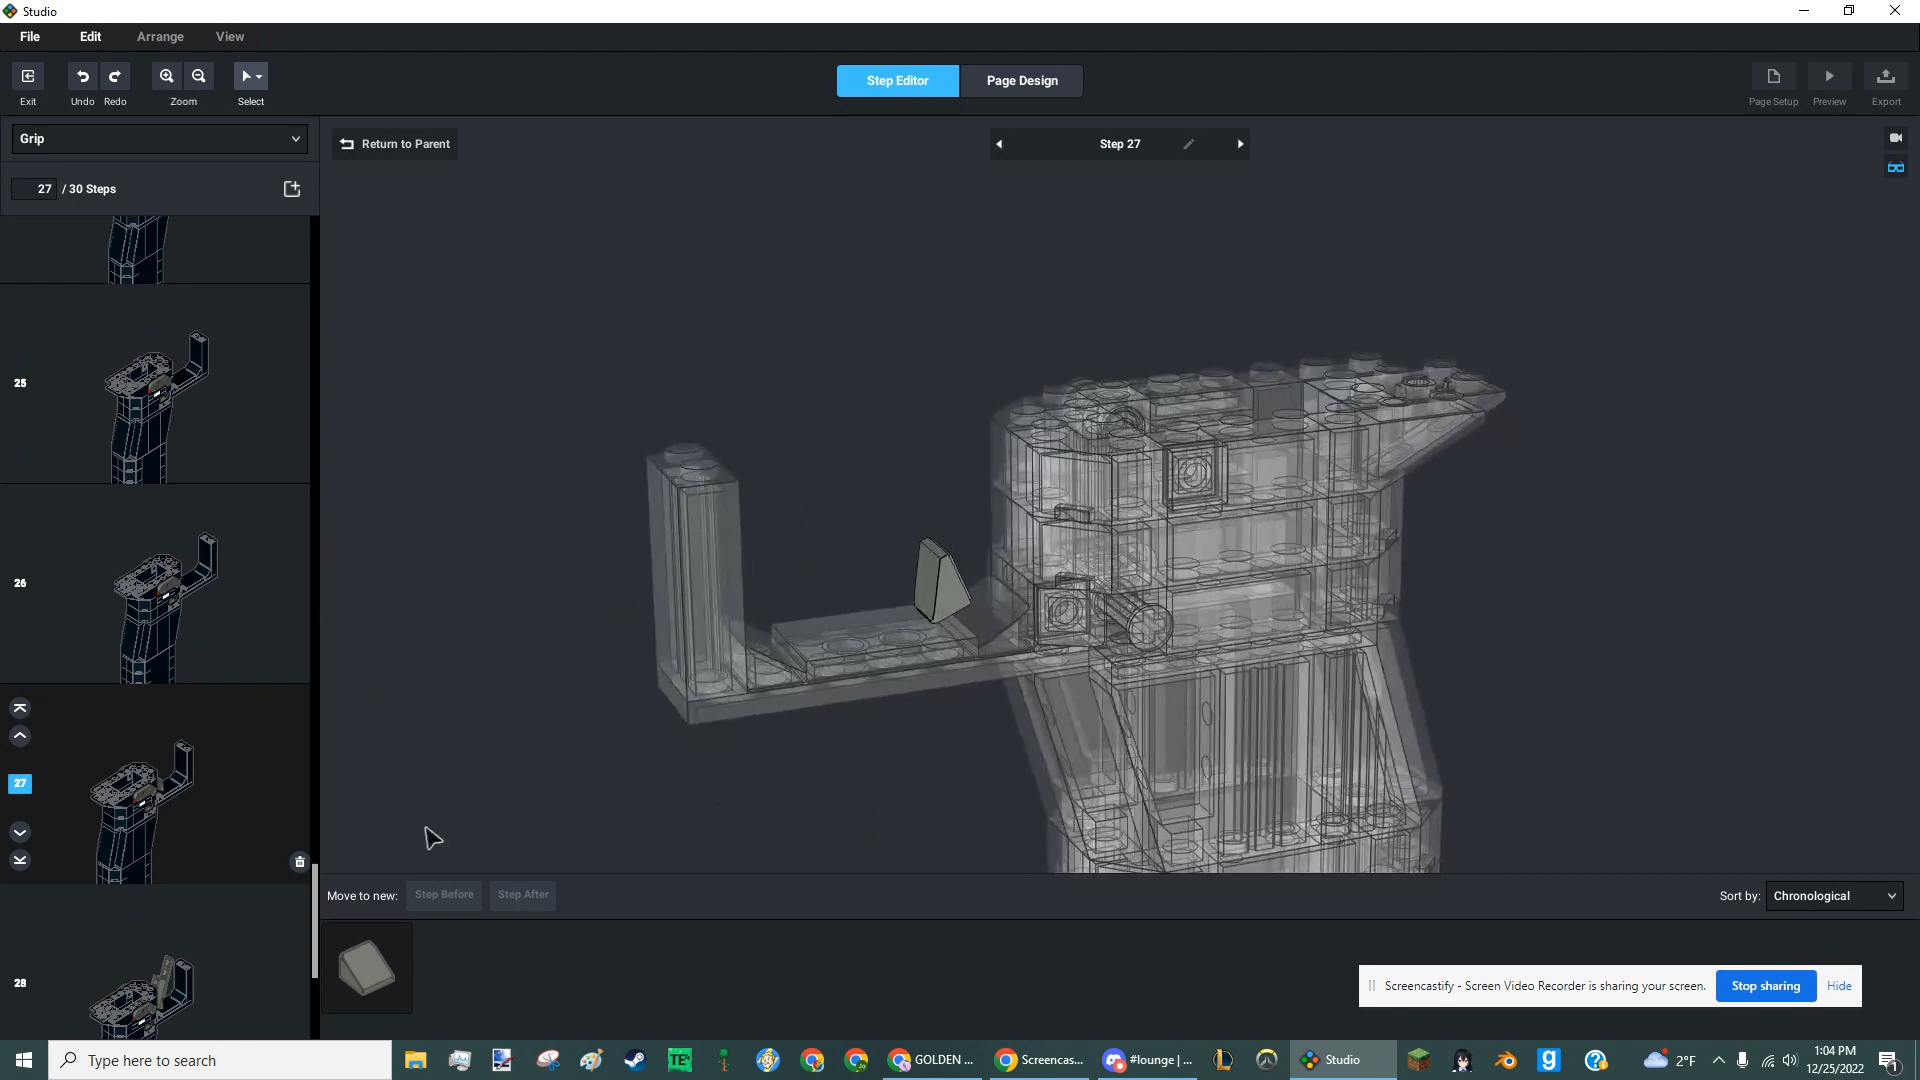 Studio
File Edit Arrange View
Exit Undo Redo Zoom Select
Step Editor Page Design
Page Setup Preview Export
Grip
Return to Parent
Step 27
27 / 30 Steps
25
26
27
28
Move to new: Step Before Step After
Sort by: Chronological
Screencastify - Screen Video Recorder is sharing your screen. Stop sharing Hide
Type here to search
TE
GOLDEN ...
Screencas...
#lounge | ...
Studio
2°F
1:04 PM
12/25/2022
1